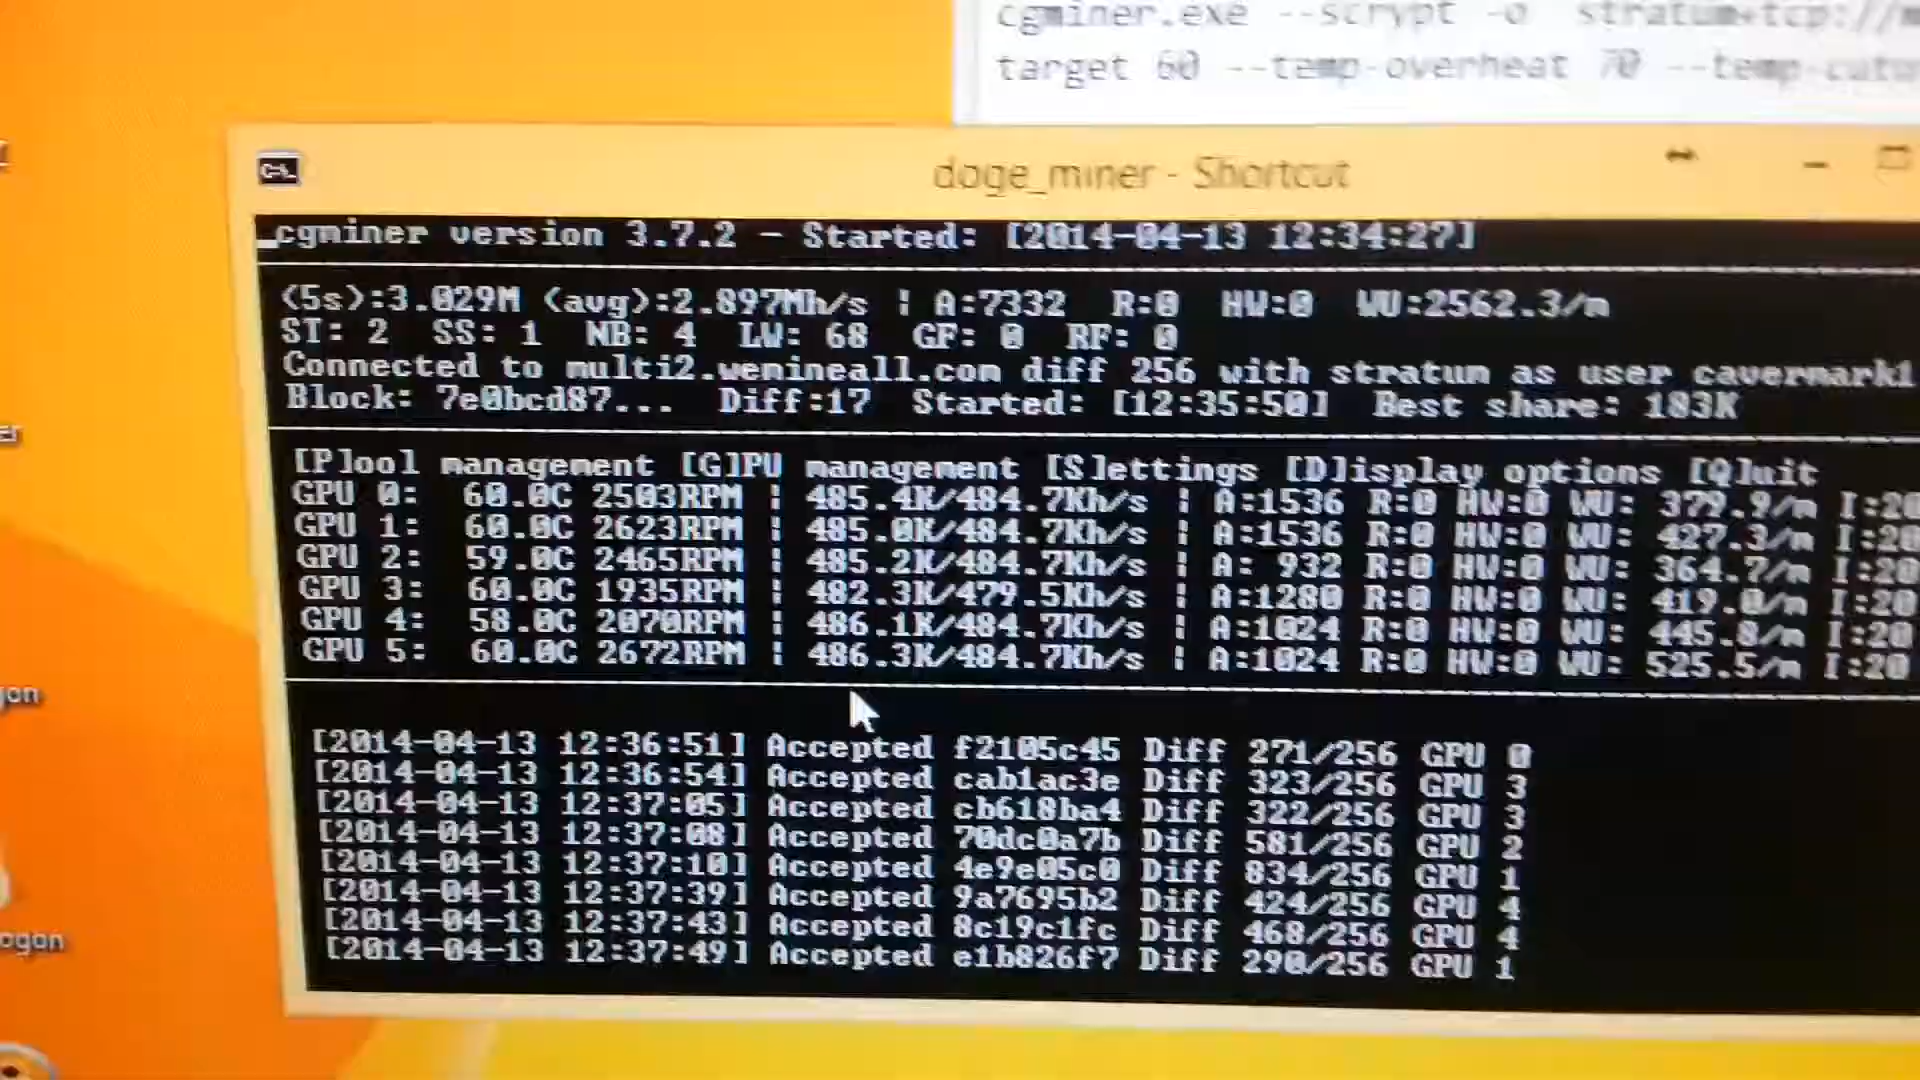 cgminer.exe --scrypt -o stratum+tcp://m
target 60 --temp-overheat 70 --temp-cuto
doge_miner - Shortcut
cgminer version 3.7.2 - Started: [2014-04-13 12:34:27]
(5s):3.029M (avg):2.897Mh/s | A:7332 R:0 HW:0 WU:2562.3/m
ST: 2 SS: 1 NB: 4 LW: 68 GF: 0 RF: 0
Connected to multi2.wemineall.com diff 256 with stratum as user cavermark1
Block: 7e0bcd87... Diff:17 Started: [12:35:50] Best share: 183K
[P]ool management [G]PU management [S]ettings [D]isplay options [Q]uit
GPU 0: 60.0C 2503RPM | 485.4K/484.7Kh/s | A:1536 R:0 HW:0 WU: 379.9/m I:20
GPU 1: 60.0C 2623RPM | 485.0K/484.7Kh/s | A:1536 R:0 HW:0 WU: 427.3/m I:20
GPU 2: 59.0C 2465RPM | 485.2K/484.7Kh/s | A: 932 R:0 HW:0 WU: 364.7/m I:20
GPU 3: 60.0C 1935RPM | 482.3K/479.5Kh/s | A:1280 R:0 HW:0 WU: 419.0/m I:20
GPU 4: 58.0C 2070RPM | 486.1K/484.7Kh/s | A:1024 R:0 HW:0 WU: 445.8/m I:20
GPU 5: 60.0C 2672RPM | 486.3K/484.7Kh/s | A:1024 R:0 HW:0 WU: 525.5/m I:20
[2014-04-13 12:36:51] Accepted f2105c45 Diff 271/256 GPU 0
[2014-04-13 12:36:54] Accepted cab1ac3e Diff 323/256 GPU 3
[2014-04-13 12:37:05] Accepted cb618ba4 Diff 322/256 GPU 3
[2014-04-13 12:37:08] Accepted 70dc0a7b Diff 581/256 GPU 2
[2014-04-13 12:37:10] Accepted 4e9e05c0 Diff 834/256 GPU 1
[2014-04-13 12:37:39] Accepted 9a7695b2 Diff 424/256 GPU 4
[2014-04-13 12:37:43] Accepted 8c19c1fc Diff 468/256 GPU 4
[2014-04-13 12:37:49] Accepted e1b826f7 Diff 290/256 GPU 1
er
gon
ogon